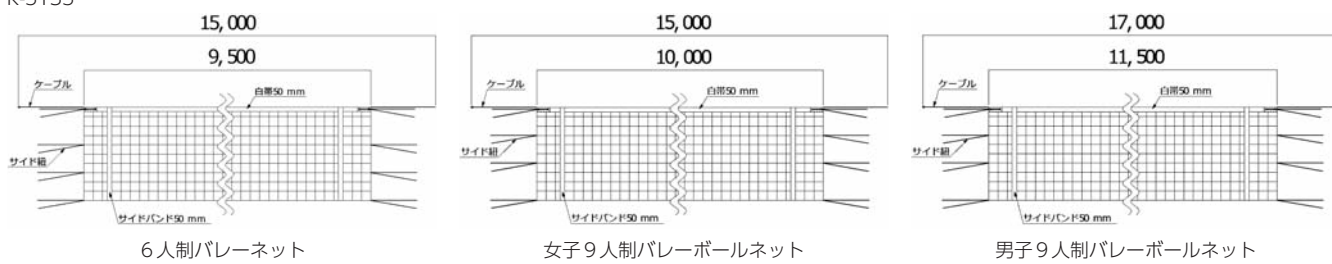 15,000
9,500
ケーブル
白帯50 mm
サイド紐
サイドバンド50 mm
6人制バレーネット
15,000
10,000
ケーブル
白帯50 mm
サイド紐
サイドバンド50 mm
女子9人制バレーボールネット
17,000
11,500
ケーブル
白帯50 mm
サイド紐
サイドバンド50 mm
男子9人制バレーボールネット